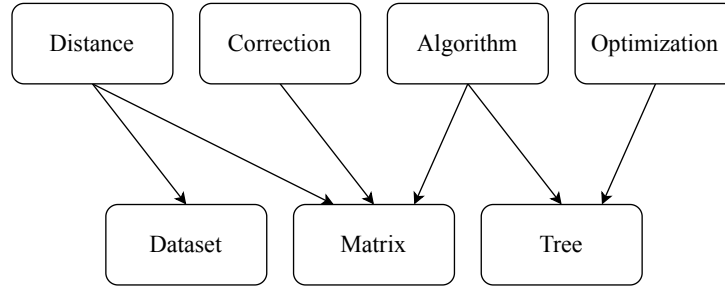 Distance
Correction
Algorithm
Optimization
Dataset
Matrix
Tree